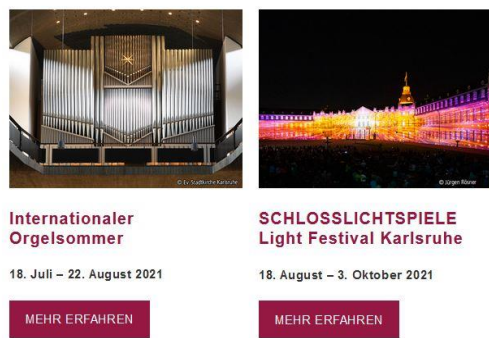 © Ev. Stadtkirche Karlsruhe
© Jürgen Rösner
Internationaler
Orgelsommer
18. Juli – 22. August 2021
MEHR ERFAHREN
SCHLOSSLICHTSPIELE
Light Festival Karlsruhe
18. August – 3. Oktober 2021
MEHR ERFAHREN